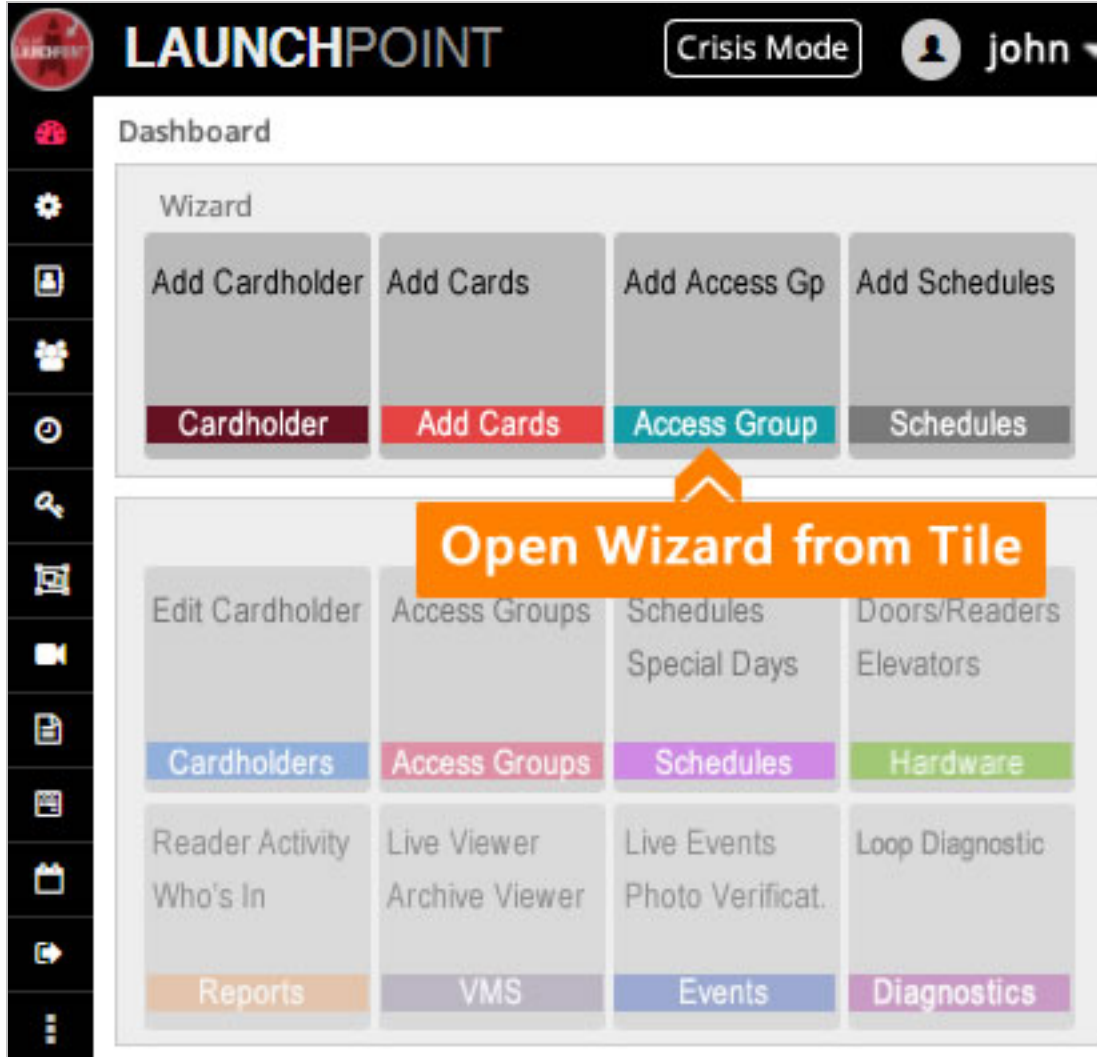 LAUNCHPOINT Crisis Mode john
Dashboard
Wizard
Add Cardholder Add Cards Add Access Gp Add Schedules
Cardholder Add Cards Access Group Schedules
Open Wizard from Tile
Edit Cardholder Access Groups Schedules Doors/Readers
Special Days Elevators
Cardholders Access Groups Schedules Hardware
Reader Activity Live Viewer Live Events Loop Diagnostic
Who's In Archive Viewer Photo Verificat.
Reports VMS Events Diagnostics